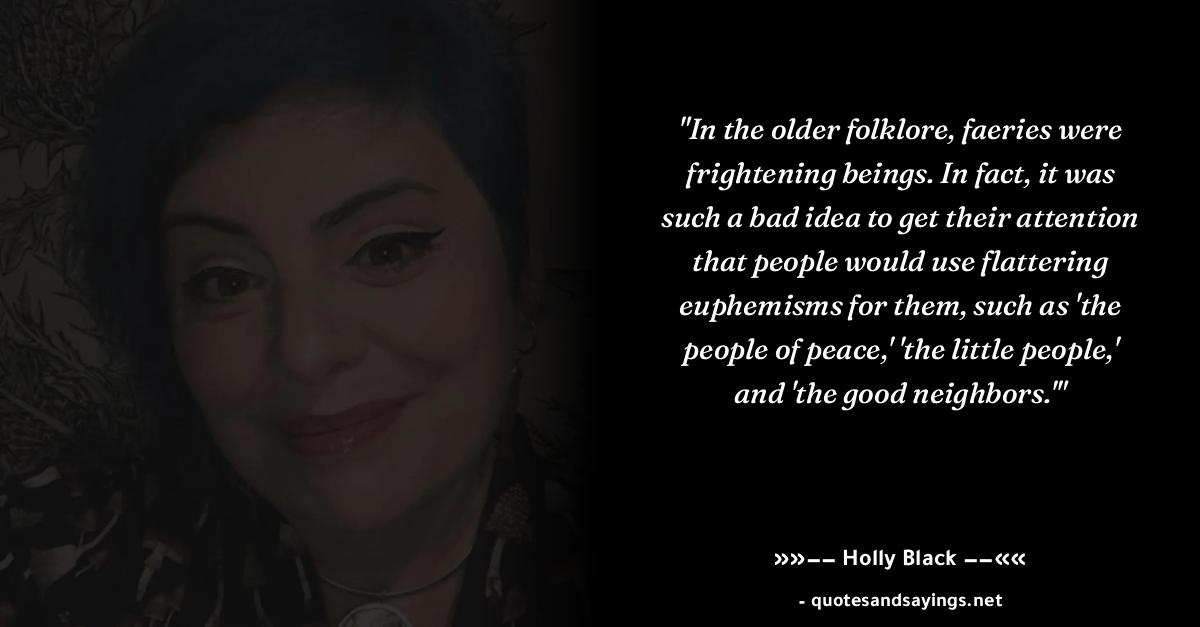 "In the older folklore, faeries were
frightening beings. In fact, it was
such a bad idea to get their attention
that people would use flattering
euphemisms for them, such as 'the
people of peace,' 'the little people,'
and 'the good neighbors.'"
»»−− Holly Black −−««
- quotesandsayings.net